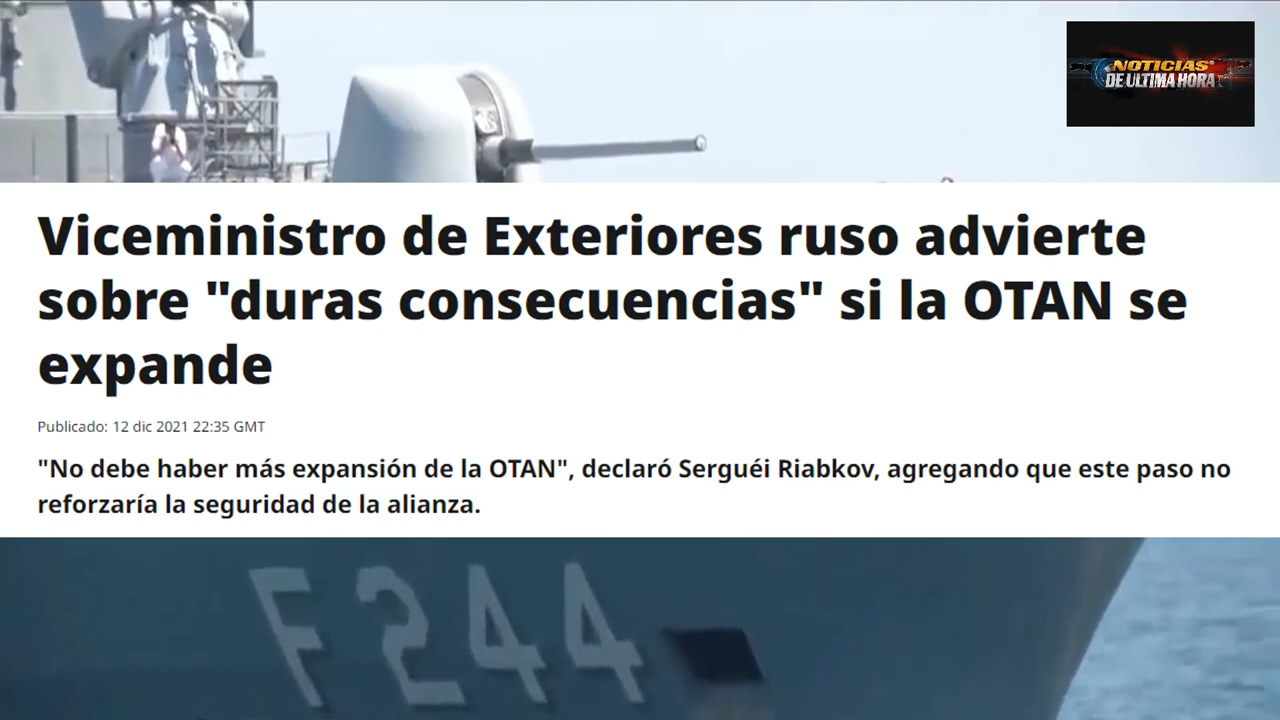 NOTICIAS
DE ULTIMA HORA
Viceministro de Exteriores ruso advierte
sobre "duras consecuencias" si la OTAN se
expande
Publicado: 12 dic 2021 22:35 GMT
"No debe haber más expansión de la OTAN", declaró Serguéi Riabkov, agregando que este paso no
reforzaría la seguridad de la alianza.
F244